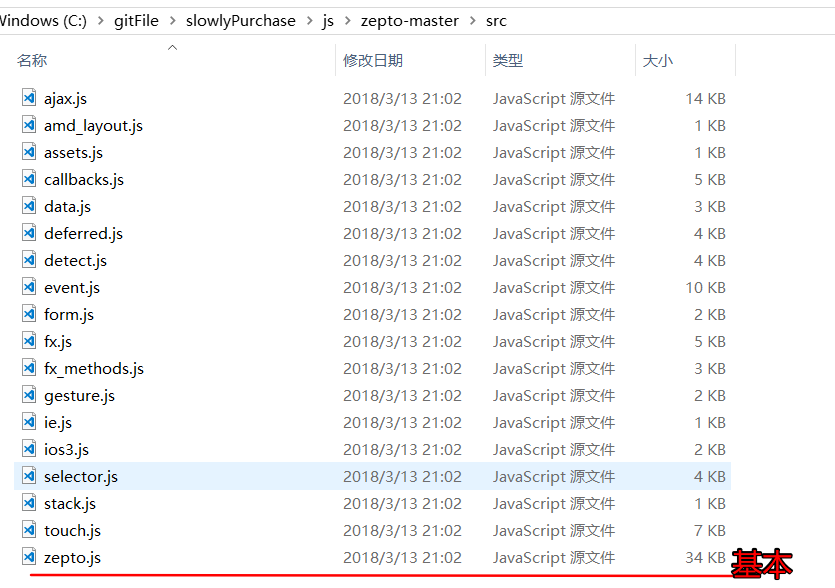 Windows (C:) > gitFile > slowlyPurchase > js > zepto-master > src
名称 修改日期 类型 大小
ajax.js 2018/3/13 21:02 JavaScript 源文件 14 KB
amd_layout.js 2018/3/13 21:02 JavaScript 源文件 1 KB
assets.js 2018/3/13 21:02 JavaScript 源文件 1 KB
callbacks.js 2018/3/13 21:02 JavaScript 源文件 5 KB
data.js 2018/3/13 21:02 JavaScript 源文件 3 KB
deferred.js 2018/3/13 21:02 JavaScript 源文件 4 KB
detect.js 2018/3/13 21:02 JavaScript 源文件 4 KB
event.js 2018/3/13 21:02 JavaScript 源文件 10 KB
form.js 2018/3/13 21:02 JavaScript 源文件 2 KB
fx.js 2018/3/13 21:02 JavaScript 源文件 5 KB
fx_methods.js 2018/3/13 21:02 JavaScript 源文件 3 KB
gesture.js 2018/3/13 21:02 JavaScript 源文件 2 KB
ie.js 2018/3/13 21:02 JavaScript 源文件 1 KB
ios3.js 2018/3/13 21:02 JavaScript 源文件 2 KB
selector.js 2018/3/13 21:02 JavaScript 源文件 4 KB
stack.js 2018/3/13 21:02 JavaScript 源文件 1 KB
touch.js 2018/3/13 21:02 JavaScript 源文件 7 KB
zepto.js 2018/3/13 21:02 JavaScript 源文件 34 KB
基本